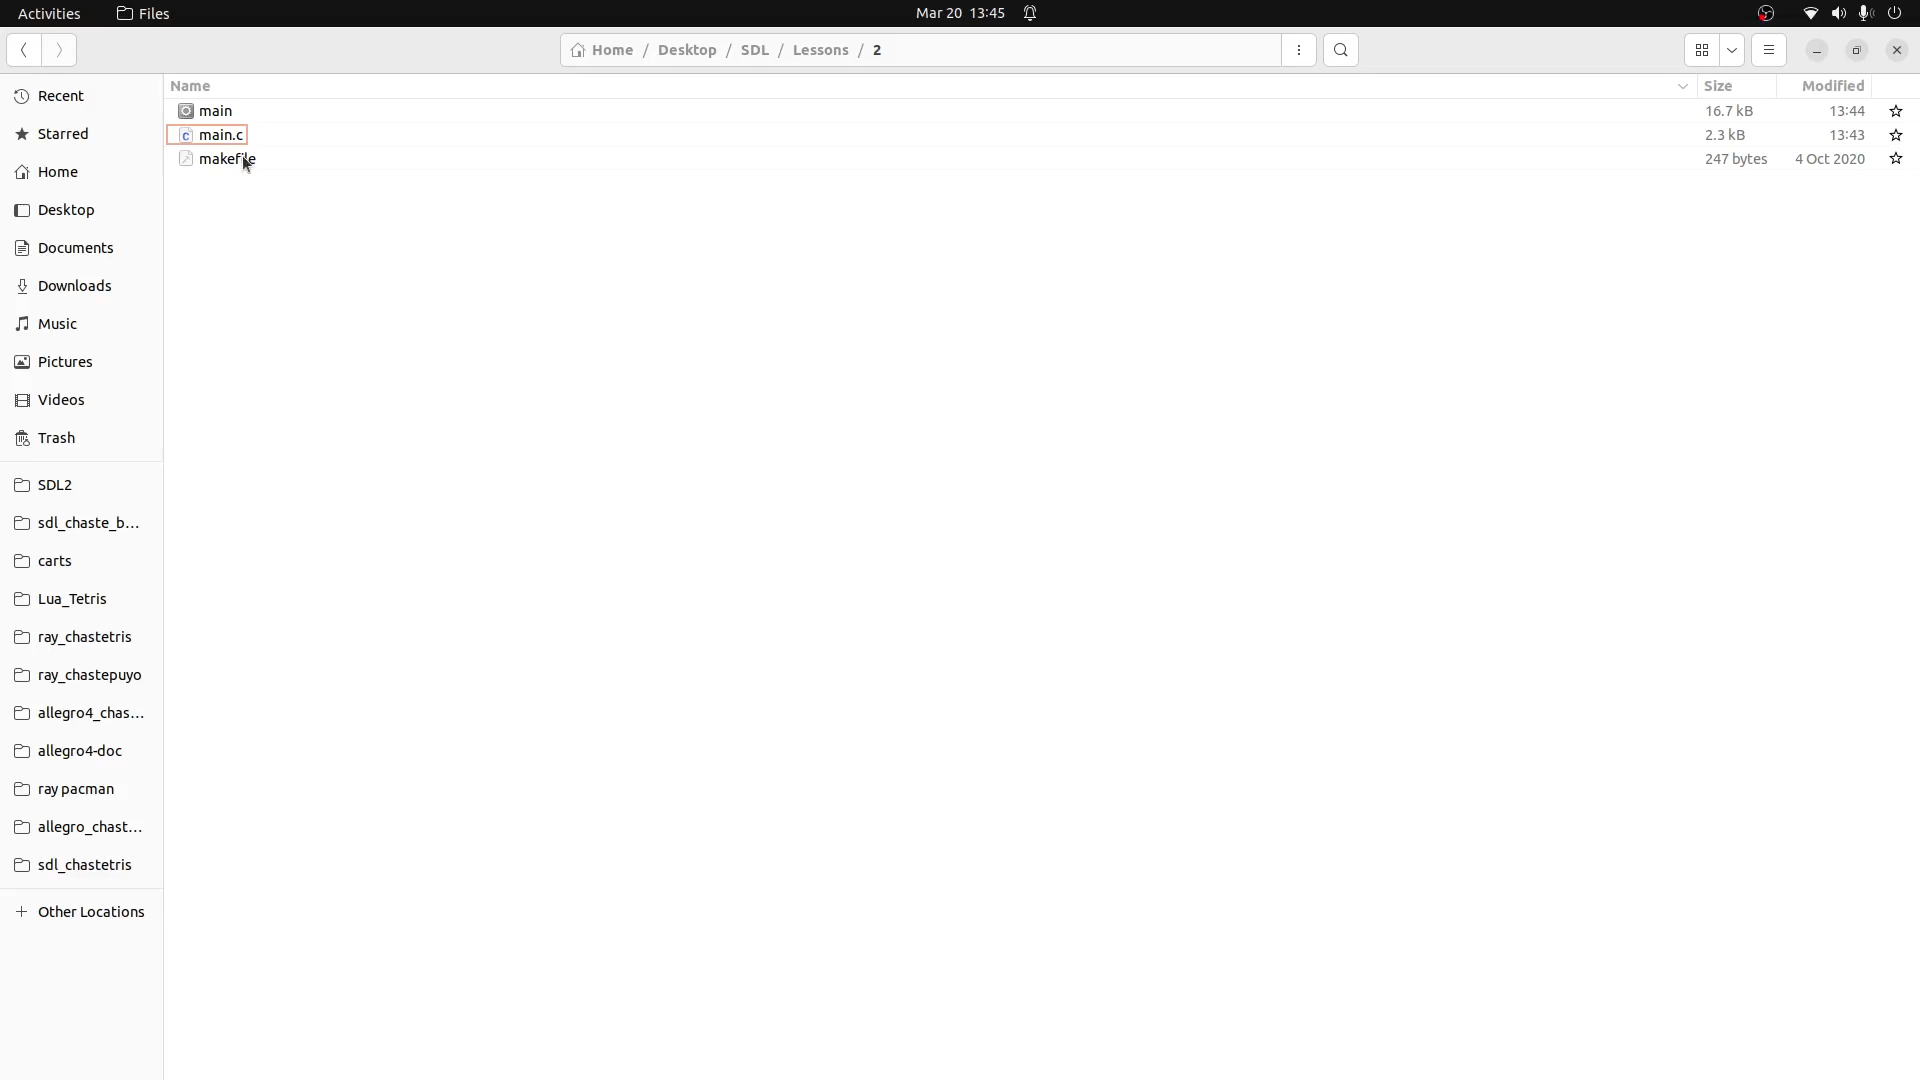 Activities Files Mar 20 13:45
Home / Desktop / SDL / Lessons / 2
Name Size Modified
main 16.7 kB 13:44
main.c 2.3 kB 13:43
makefile 247 bytes 4 Oct 2020
Recent
Starred
Home
Desktop
Documents
Downloads
Music
Pictures
Videos
Trash
SDL2
sdl_chaste_b…
carts
Lua_Tetris
ray_chastetris
ray_chastepuyo
allegro4_chas…
allegro4-doc
ray pacman
allegro_chast…
sdl_chastetris
Other Locations